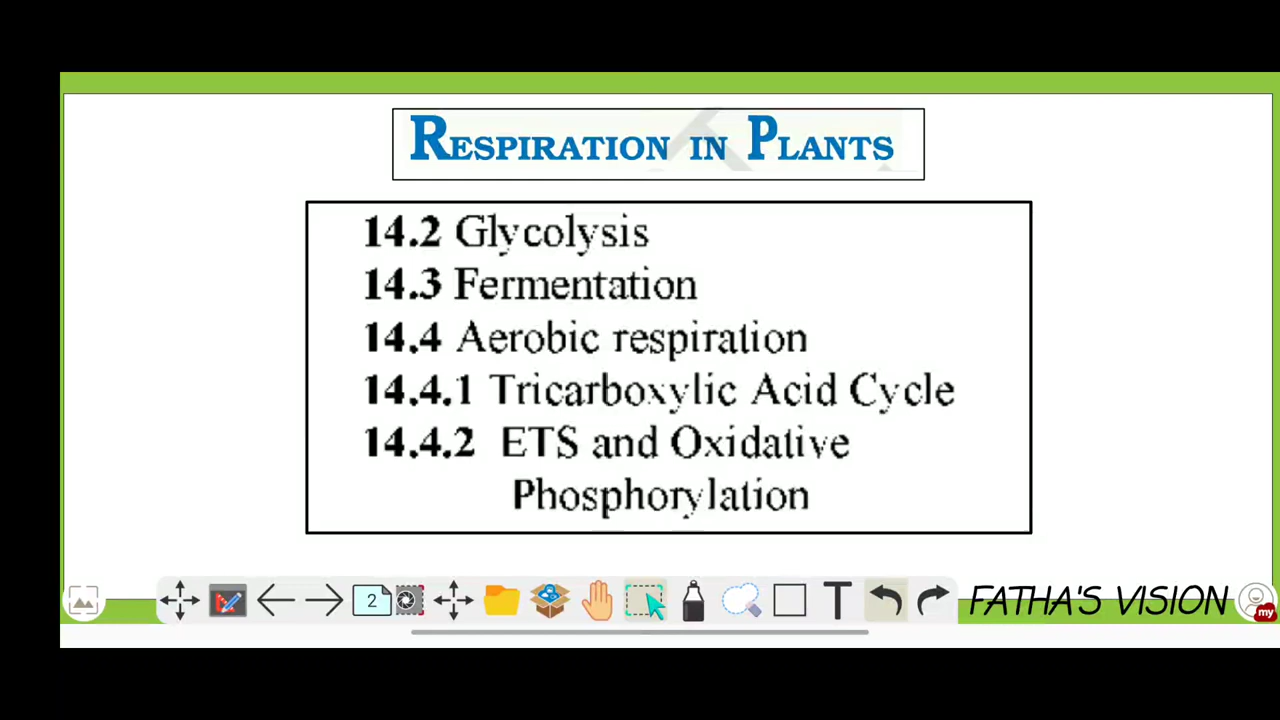 RESPIRATION IN PLANTS
14.2 Glycolysis
14.3 Fermentation
14.4 Aerobic respiration
14.4.1 Tricarboxylic Acid Cycle
14.4.2 ETS and Oxidative
Phosphorylation
2
T
FATHA'S VISION
my